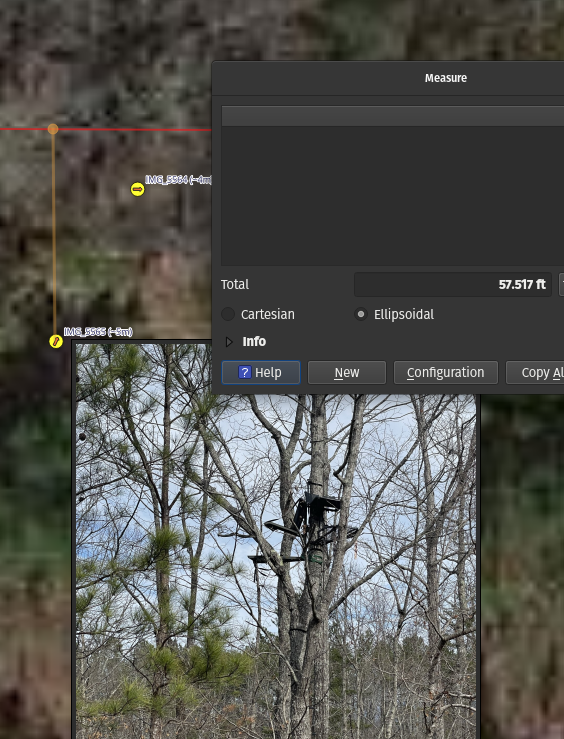 Measure
IMG_5564 (~4m)
Total
57.517 ft
Cartesian
Ellipsoidal
IMG_5565 (~5m)
Info
Help
New
Configuration
Copy Al